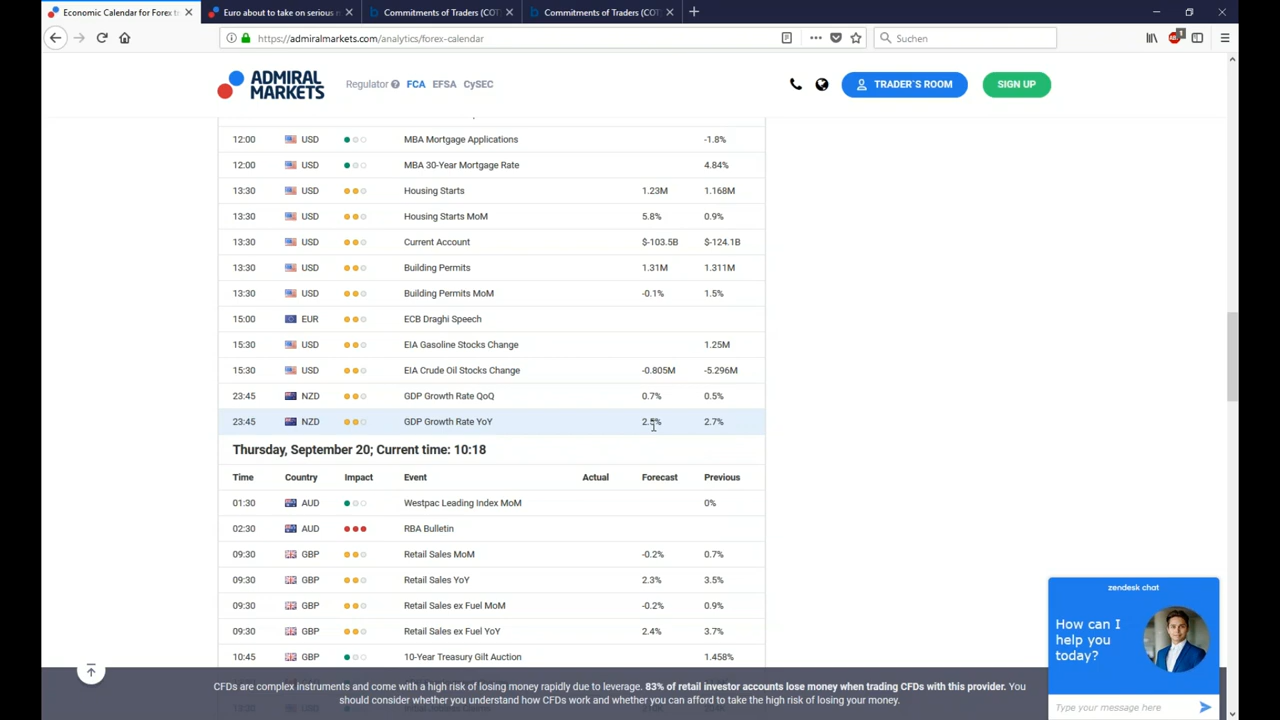 Economic Calendar for Forex t
Euro about to take on serious
Commitments of Traders (COT
Commitments of Traders (COT
https://admiralmarkets.com/analytics/forex-calendar
Suchen
ADMIRAL MARKETS
Regulator FCA EFSA CySEC
TRADER'S ROOM
SIGN UP
12:00 USD MBA Mortgage Applications -1.8%
12:00 USD MBA 30-Year Mortgage Rate 4.84%
13:30 USD Housing Starts 1.23M 1.168M
13:30 USD Housing Starts MoM 5.8% 0.9%
13:30 USD Current Account $-103.5B $-124.1B
13:30 USD Building Permits 1.31M 1.311M
13:30 USD Building Permits MoM -0.1% 1.5%
15:00 EUR ECB Draghi Speech
15:30 USD EIA Gasoline Stocks Change 1.25M
15:30 USD EIA Crude Oil Stocks Change -0.805M -5.296M
23:45 NZD GDP Growth Rate QoQ 0.7% 0.5%
23:45 NZD GDP Growth Rate YoY 2.5% 2.7%
Thursday, September 20; Current time: 10:18
Time Country Impact Event Actual Forecast Previous
01:30 AUD Westpac Leading Index MoM 0%
02:30 AUD RBA Bulletin
09:30 GBP Retail Sales MoM -0.2% 0.7%
09:30 GBP Retail Sales YoY 2.3% 3.5%
09:30 GBP Retail Sales ex Fuel MoM -0.2% 0.9%
09:30 GBP Retail Sales ex Fuel YoY 2.4% 3.7%
10:45 GBP 10-Year Treasury Gilt Auction 1.458%
CFDs are complex instruments and come with a high risk of losing money rapidly due to leverage. 83% of retail investor accounts lose money when trading CFDs with this provider. You
should consider whether you understand how CFDs work and whether you can afford to take the high risk of losing your money.
zendesk chat
How can I
help you
today?
Type your message here